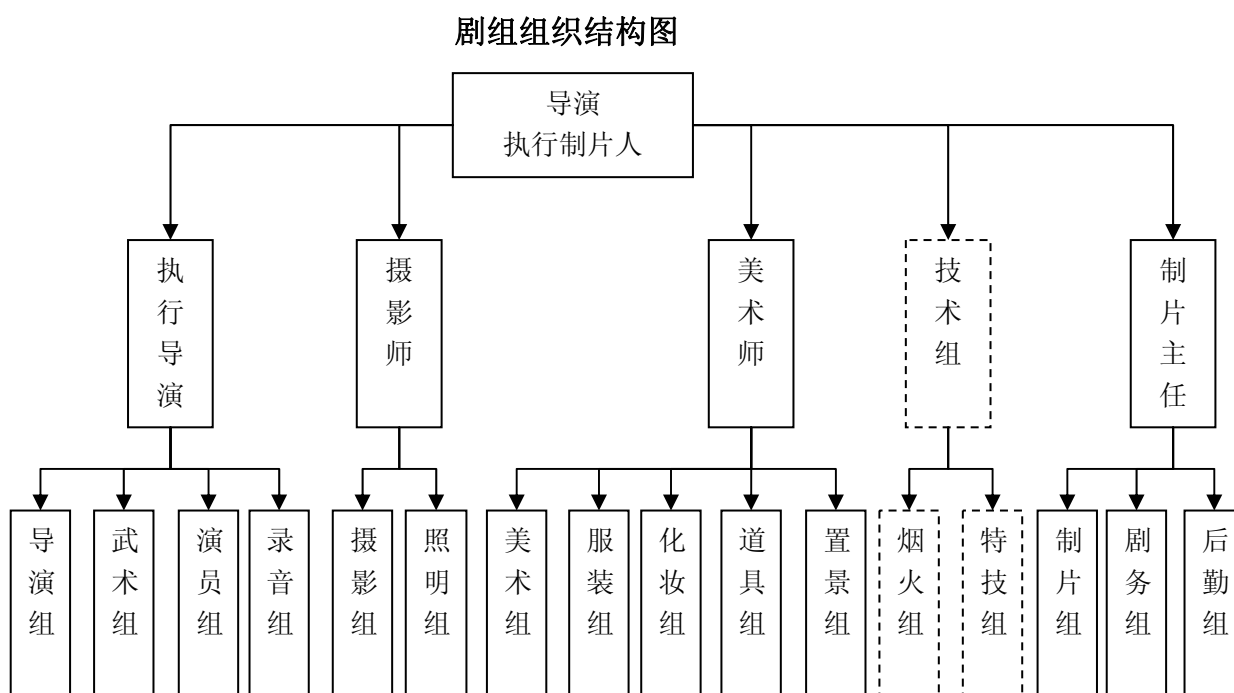 剧组组织结构图
导演
执行制片人
执行导演
摄影师
美术师
技术组
制片主任
导演组
武术组
演员组
录音组
摄影组
照明组
美术组
服装组
化妆组
道具组
置景组
烟火组
特技组
制片组
剧务组
后勤组